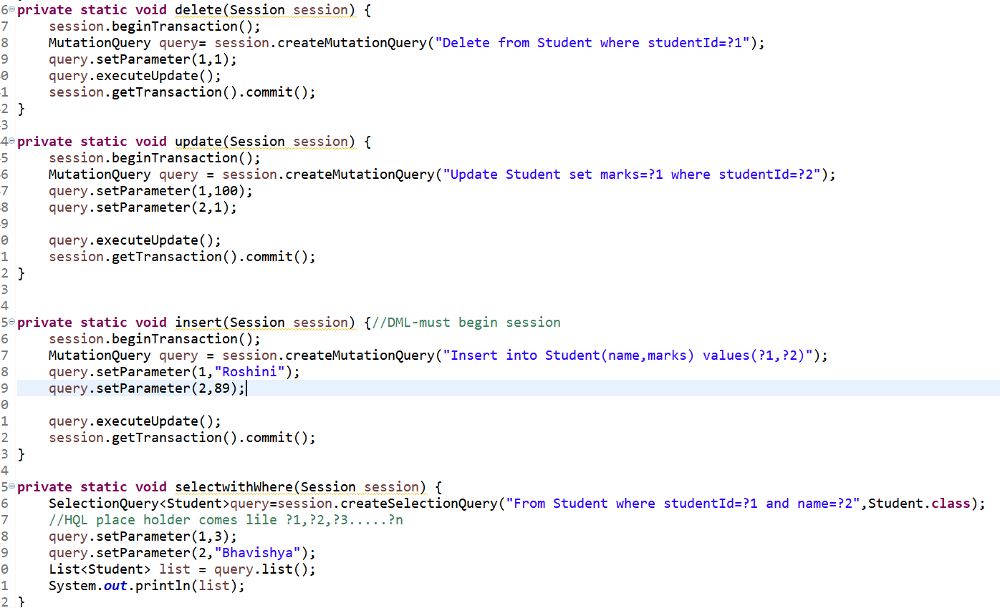 6 private static void delete(Session session) {
7 session.beginTransaction();
8 MutationQuery query= session.createMutationQuery("Delete from Student where studentId=?1");
9 query.setParameter(1,1);
0 query.executeUpdate();
1 session.getTransaction().commit();
2 }
3
4 private static void update(Session session) {
5 session.beginTransaction();
6 MutationQuery query = session.createMutationQuery("Update Student set marks=?1 where studentId=?2");
7 query.setParameter(1,100);
8 query.setParameter(2,1);
9
0 query.executeUpdate();
1 session.getTransaction().commit();
2 }
3
4
5 private static void insert(Session session) {//DML-must begin session
6 session.beginTransaction();
7 MutationQuery query = session.createMutationQuery("Insert into Student(name,marks) values(?1,?2)");
8 query.setParameter(1,"Roshini");
9 query.setParameter(2,89);
0
1 query.executeUpdate();
2 session.getTransaction().commit();
3 }
4
5 private static void selectwithWhere(Session session) {
6 SelectionQuery<Student>query=session.createSelectionQuery("From Student where studentId=?1 and name=?2",Student.class);
7 //HQL place holder comes lile ?1,?2,?3.....?n
8 query.setParameter(1,3);
9 query.setParameter(2,"Bhavishya");
0 List<Student> list = query.list();
1 System.out.println(list);
2 }